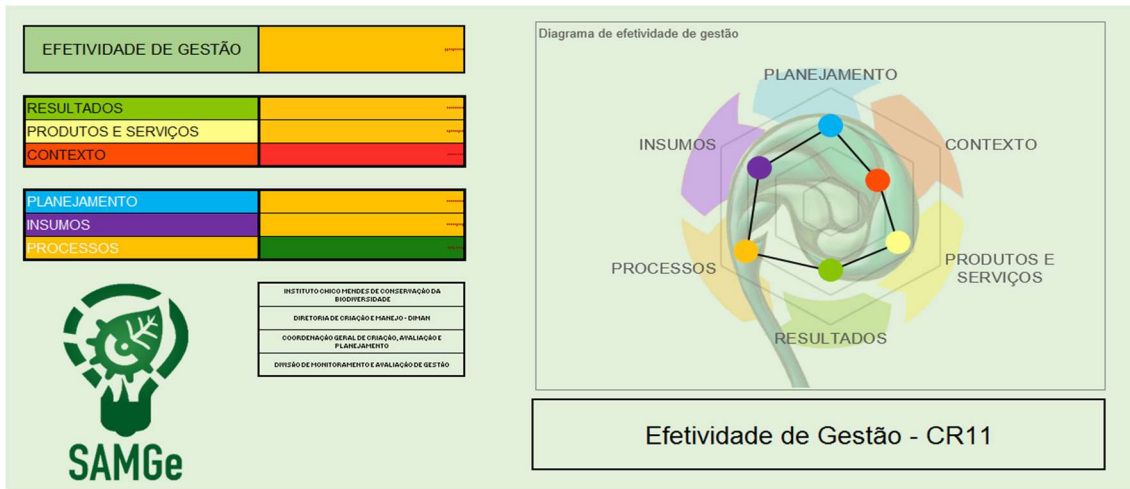 EFETIVIDADE DE GESTÃO
RESULTADOS
PRODUTOS E SERVIÇOS
CONTEXTO
PLANEJAMENTO
INSUMOS
PROCESSOS
SAMGe
INSTITUTO CHICO MENDES DE CONSERVAÇÃO DA
BIODIVERSIDADE
DIRETORIA DE CRIAÇÃO E MANEJO - DIMAN
COORDENAÇÃO GERAL DE CRIAÇÃO, AVALIAÇÃO E
PLANEJAMENTO
DIVISÃO DE MONITORAMENTO E AVALIAÇÃO DE GESTÃO
Diagrama de efetividade de gestão
PLANEJAMENTO
INSUMOS
CONTEXTO
PROCESSOS
PRODUTOS E
SERVIÇOS
RESULTADOS
Efetividade de Gestão - CR11